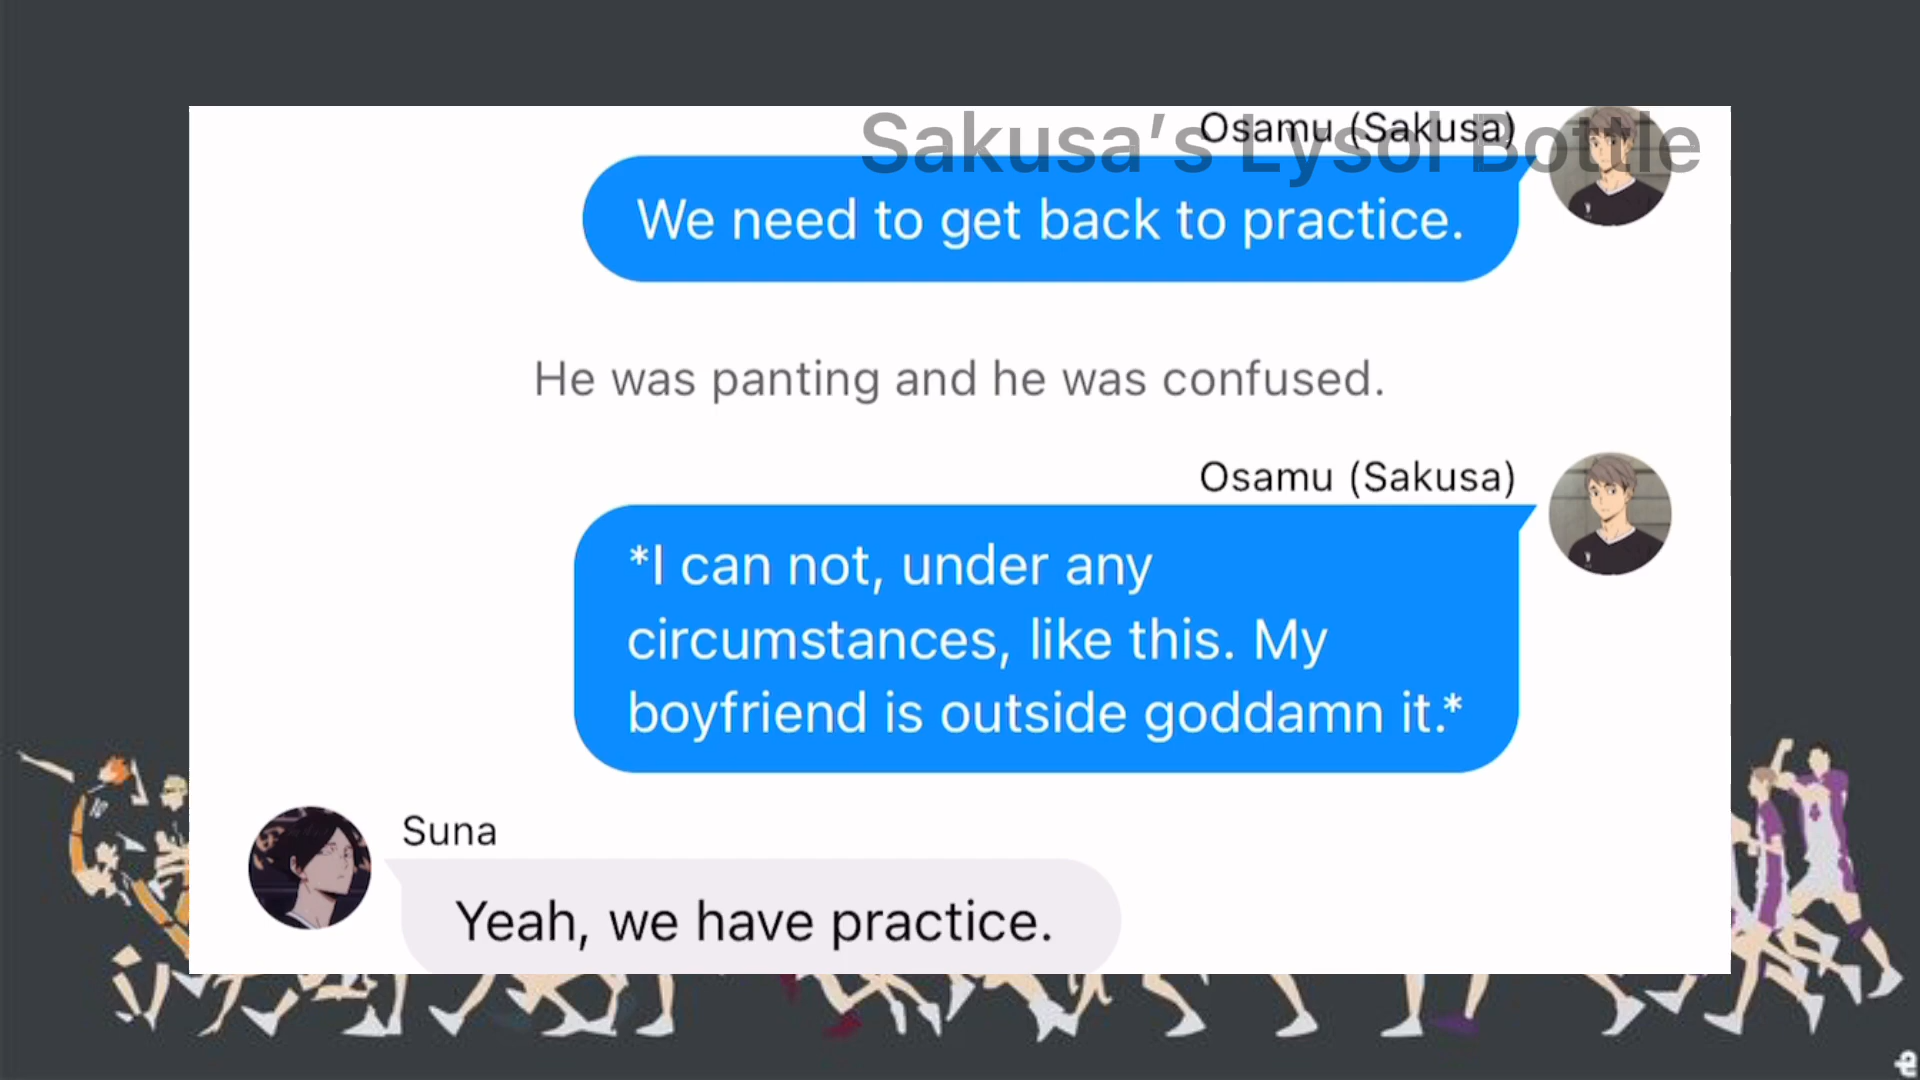 Sakusa's Lysol Bottle
Osamu (Sakusa)
We need to get back to practice.
He was panting and he was confused.
Osamu (Sakusa)
*I can not, under any
circumstances, like this. My
boyfriend is outside goddamn it.*
Suna
Yeah, we have practice.